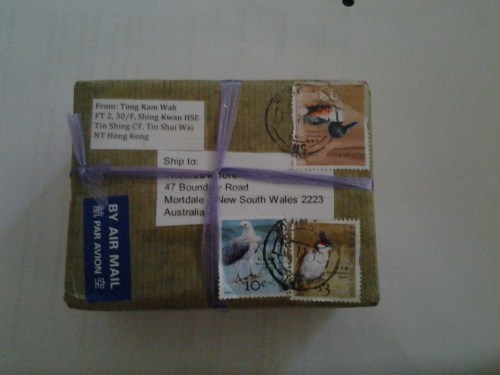 From: Tong Kam Wah
FT 2, 30/F, Shing Kwan HSE
Tin Shing CT, Tin Shui Wai
NT Hong Kong
Ship to:
47 Boundary Road
Mortdale New South Wales 2223
Australia
BY AIR MAIL
航 PAR AVION 空
10c
$3